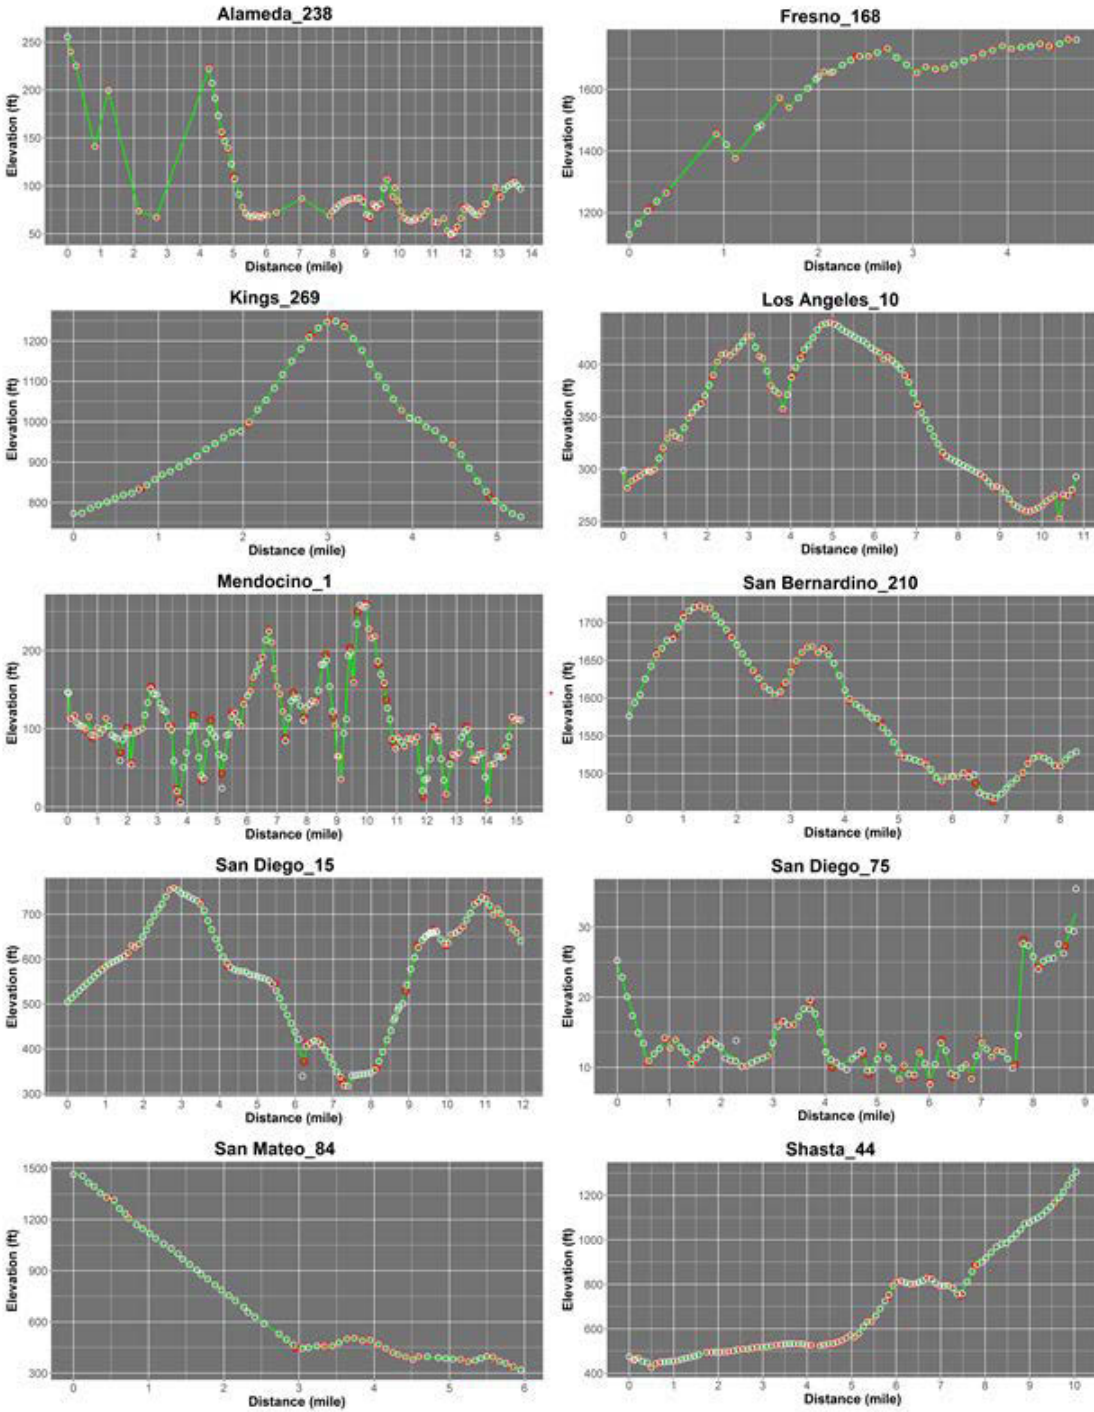 Alameda_238
Elevation (ft)
250
200
150
100
50
0 1 2 3 4 5 6 7 8 9 10 11 12 13 14
Distance (mile)
Fresno_168
Elevation (ft)
1600
1400
1200
0 1 2 3 4
Distance (mile)
Kings_269
Elevation (ft)
1200
1100
1000
900
800
0 1 2 3 4 5
Distance (mile)
Los Angeles_10
Elevation (ft)
400
350
300
250
0 1 2 3 4 5 6 7 8 9 10 11
Distance (mile)
Mendocino_1
Elevation (ft)
200
100
0
0 1 2 3 4 5 6 7 8 9 10 11 12 13 14 15
Distance (mile)
San Bernardino_210
Elevation (ft)
1700
1650
1600
1550
1500
0 1 2 3 4 5 6 7 8
Distance (mile)
San Diego_15
Elevation (ft)
700
600
500
400
300
0 1 2 3 4 5 6 7 8 9 10 11 12
Distance (mile)
San Diego_75
Elevation (ft)
30
20
10
0 1 2 3 4 5 6 7 8 9
Distance (mile)
San Mateo_84
Elevation (ft)
1500
1200
900
600
300
0 1 2 3 4 5 6
Distance (mile)
Shasta_44
Elevation (ft)
1200
1000
800
600
400
0 1 2 3 4 5 6 7 8 9 10
Distance (mile)